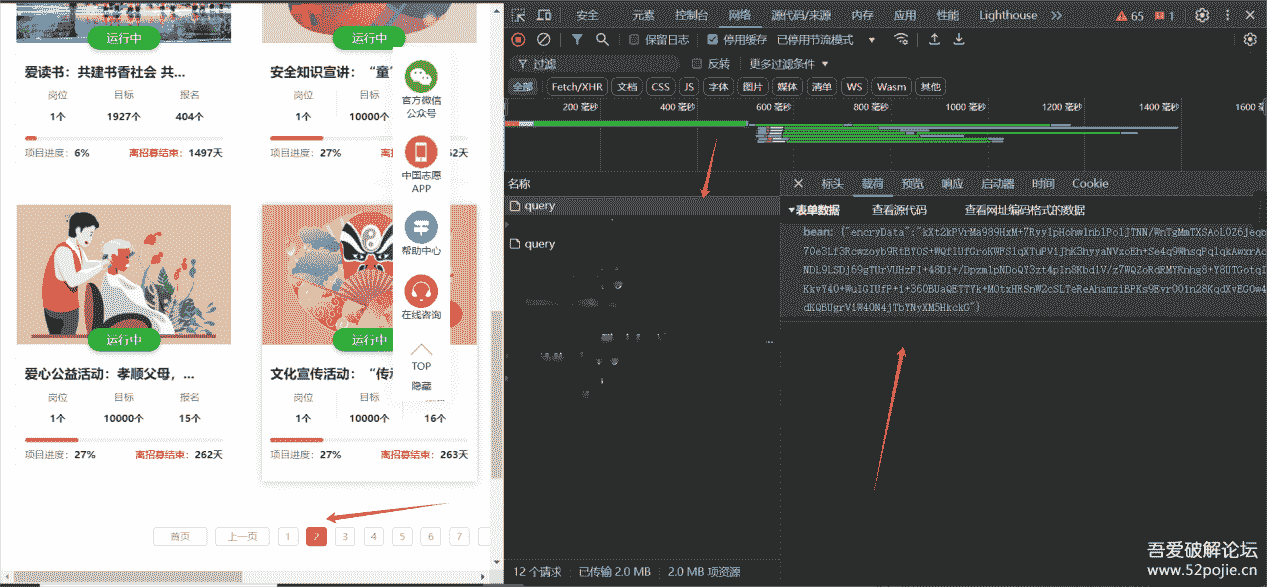 运行中
运行中
爱读书：共建书香社会 共...
安全知识宣讲：“童
岗位 目标 报名
岗位 目标
1个 1927个 404个
1个 10000个
项目进度：6% 离招募结束：1497天
项目进度：27%
官方微信
公众号
中国志愿
APP
帮助中心
在线咨询
TOP
隐藏
运行中
运行中
爱心公益活动：孝顺父母，...
文化宣传活动：“传
岗位 目标 报名
岗位 目标
1个 10000个 15个
1个 10000个 16个
项目进度：27% 离招募结束：262天
项目进度：27% 离招募结束：263天
首页 上一页 1 2 3 4 5 6 7
安全 元素 控制台 网络 源代码/来源 内存 应用 性能 Lighthouse 65 1
保留日志 停用缓存 已停用节流模式
过滤 反转 更多过滤条件
全部 Fetch/XHR 文档 CSS JS 字体 图片 媒体 清单 WS Wasm 其他
200 毫秒 400 毫秒 600 毫秒 800 毫秒 1000 毫秒 1200 毫秒 1400 毫秒 1600
名称
query
query
标头 载荷 预览 响应 启动器 时间 Cookie
表单数据 查看源代码 查看网址编码格式的数据
bean: {"encryData":
12 个请求 已传输 2.0 MB 2.0 MB 项资源
吾爱破解论坛
www.52pojie.cn